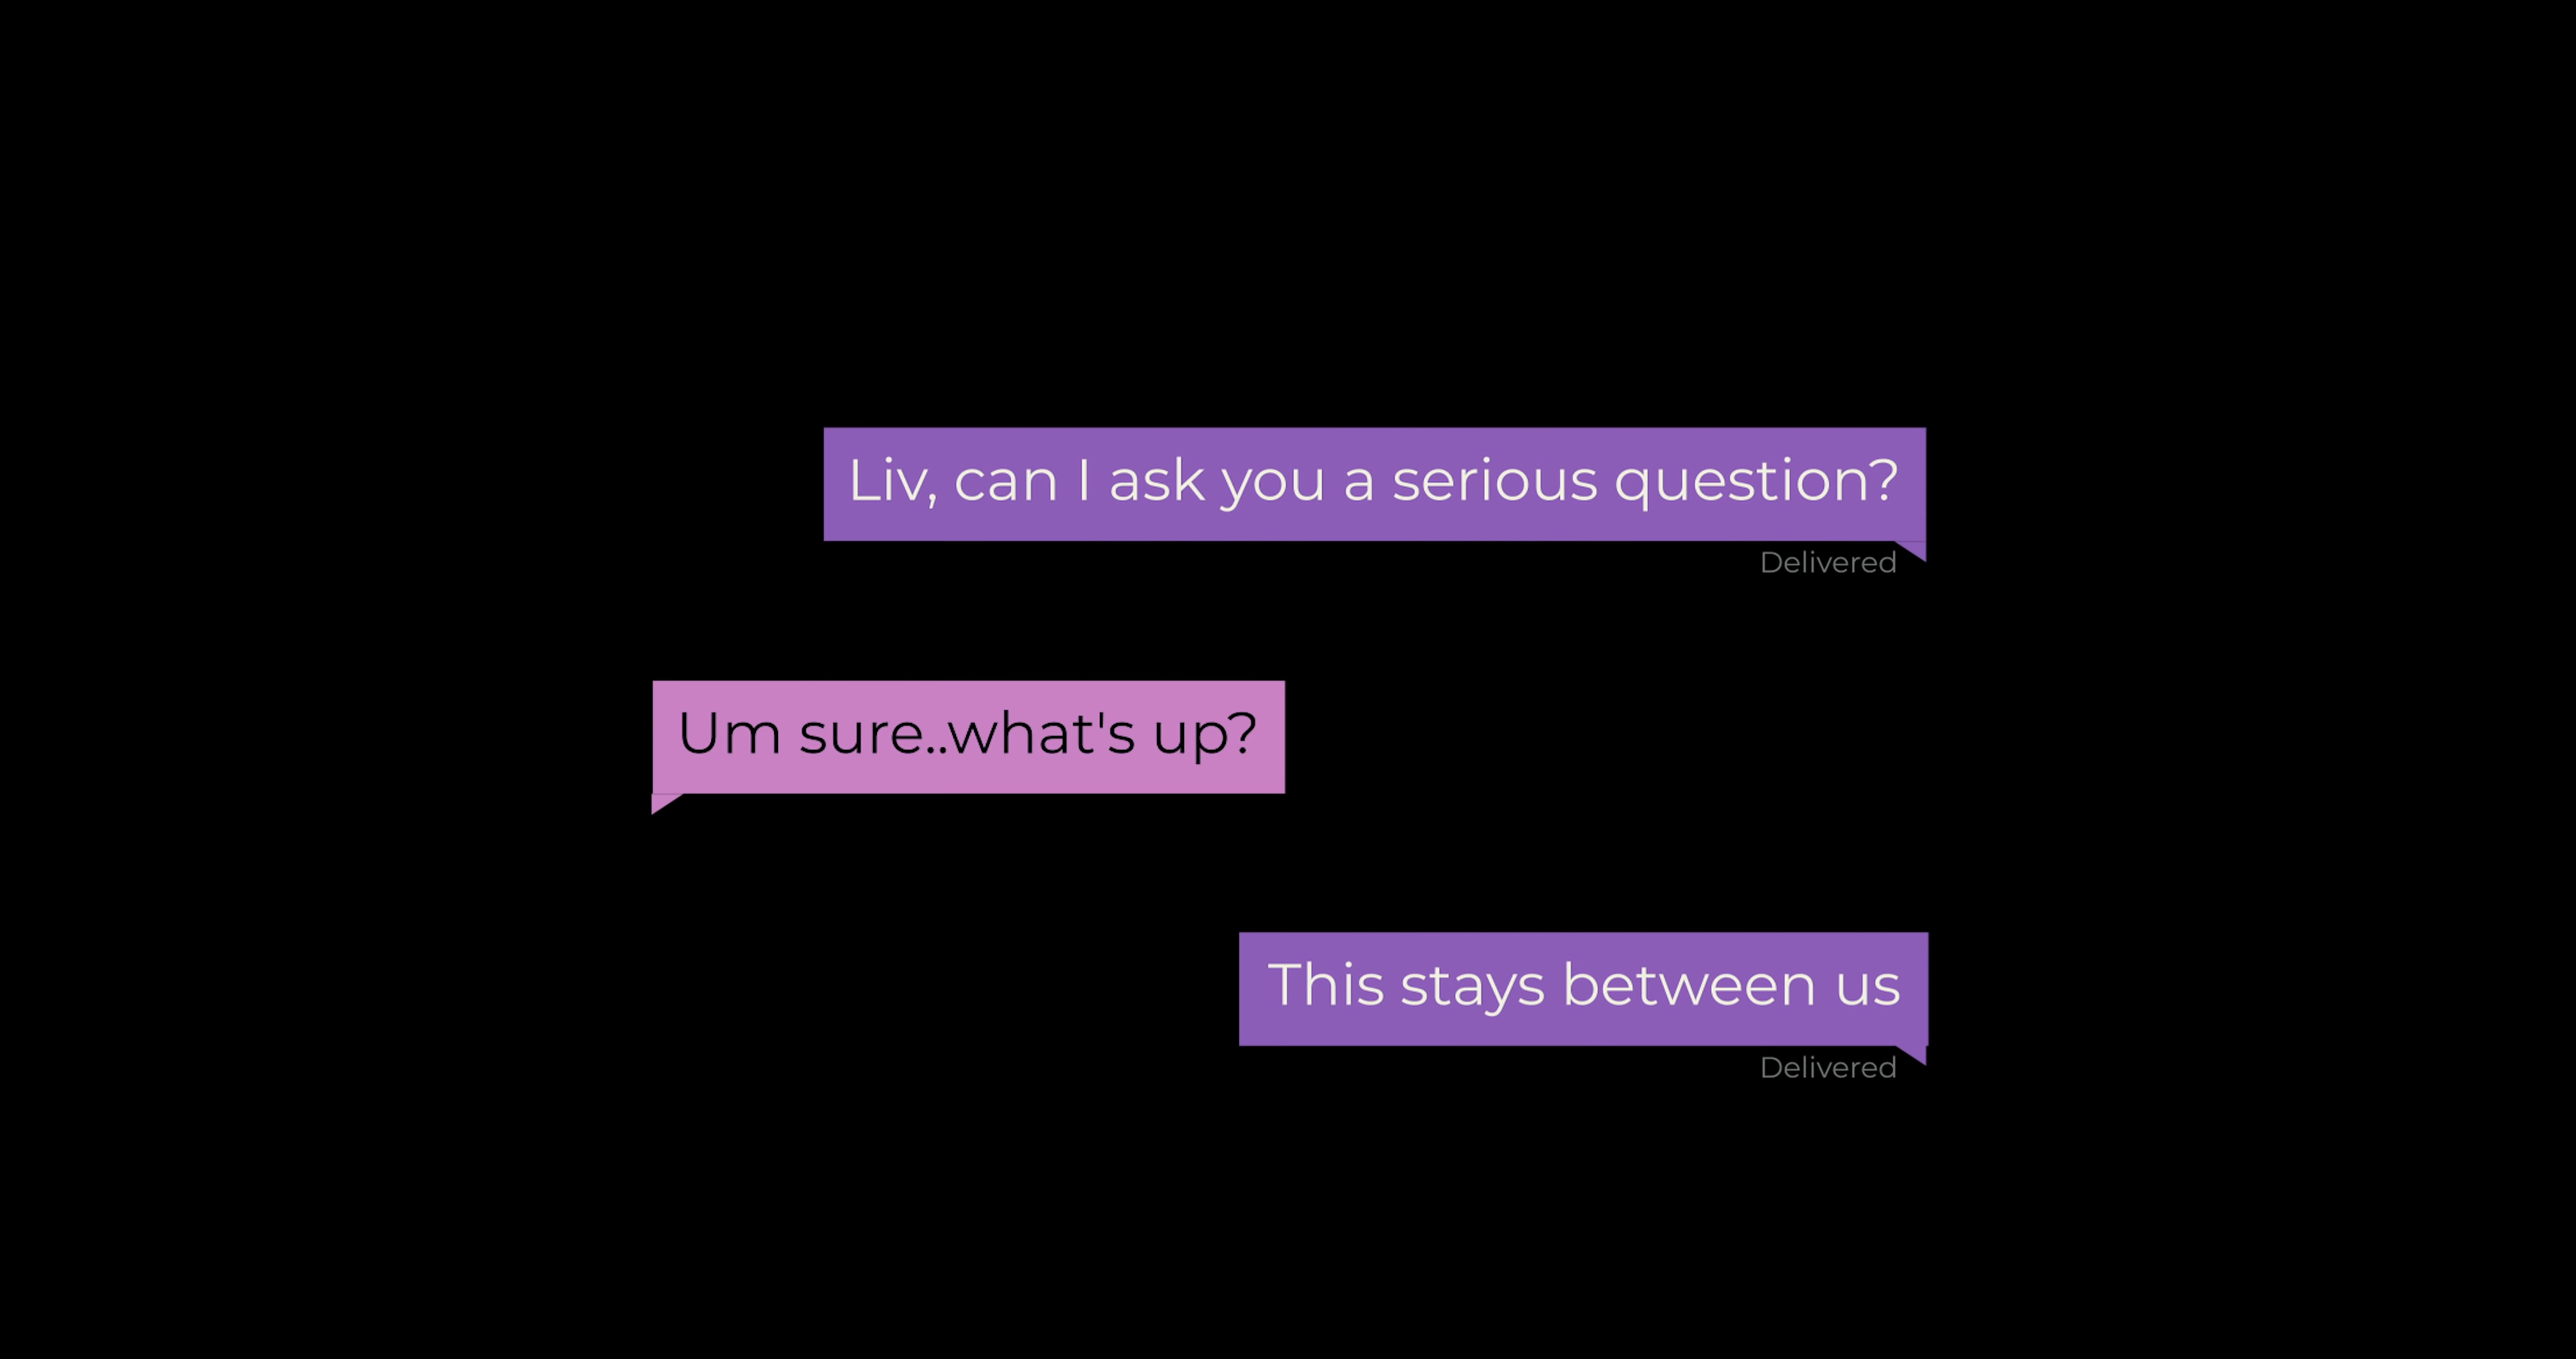 Liv, can I ask you a serious question?
Delivered
Um sure..what's up?
This stays between us
Delivered